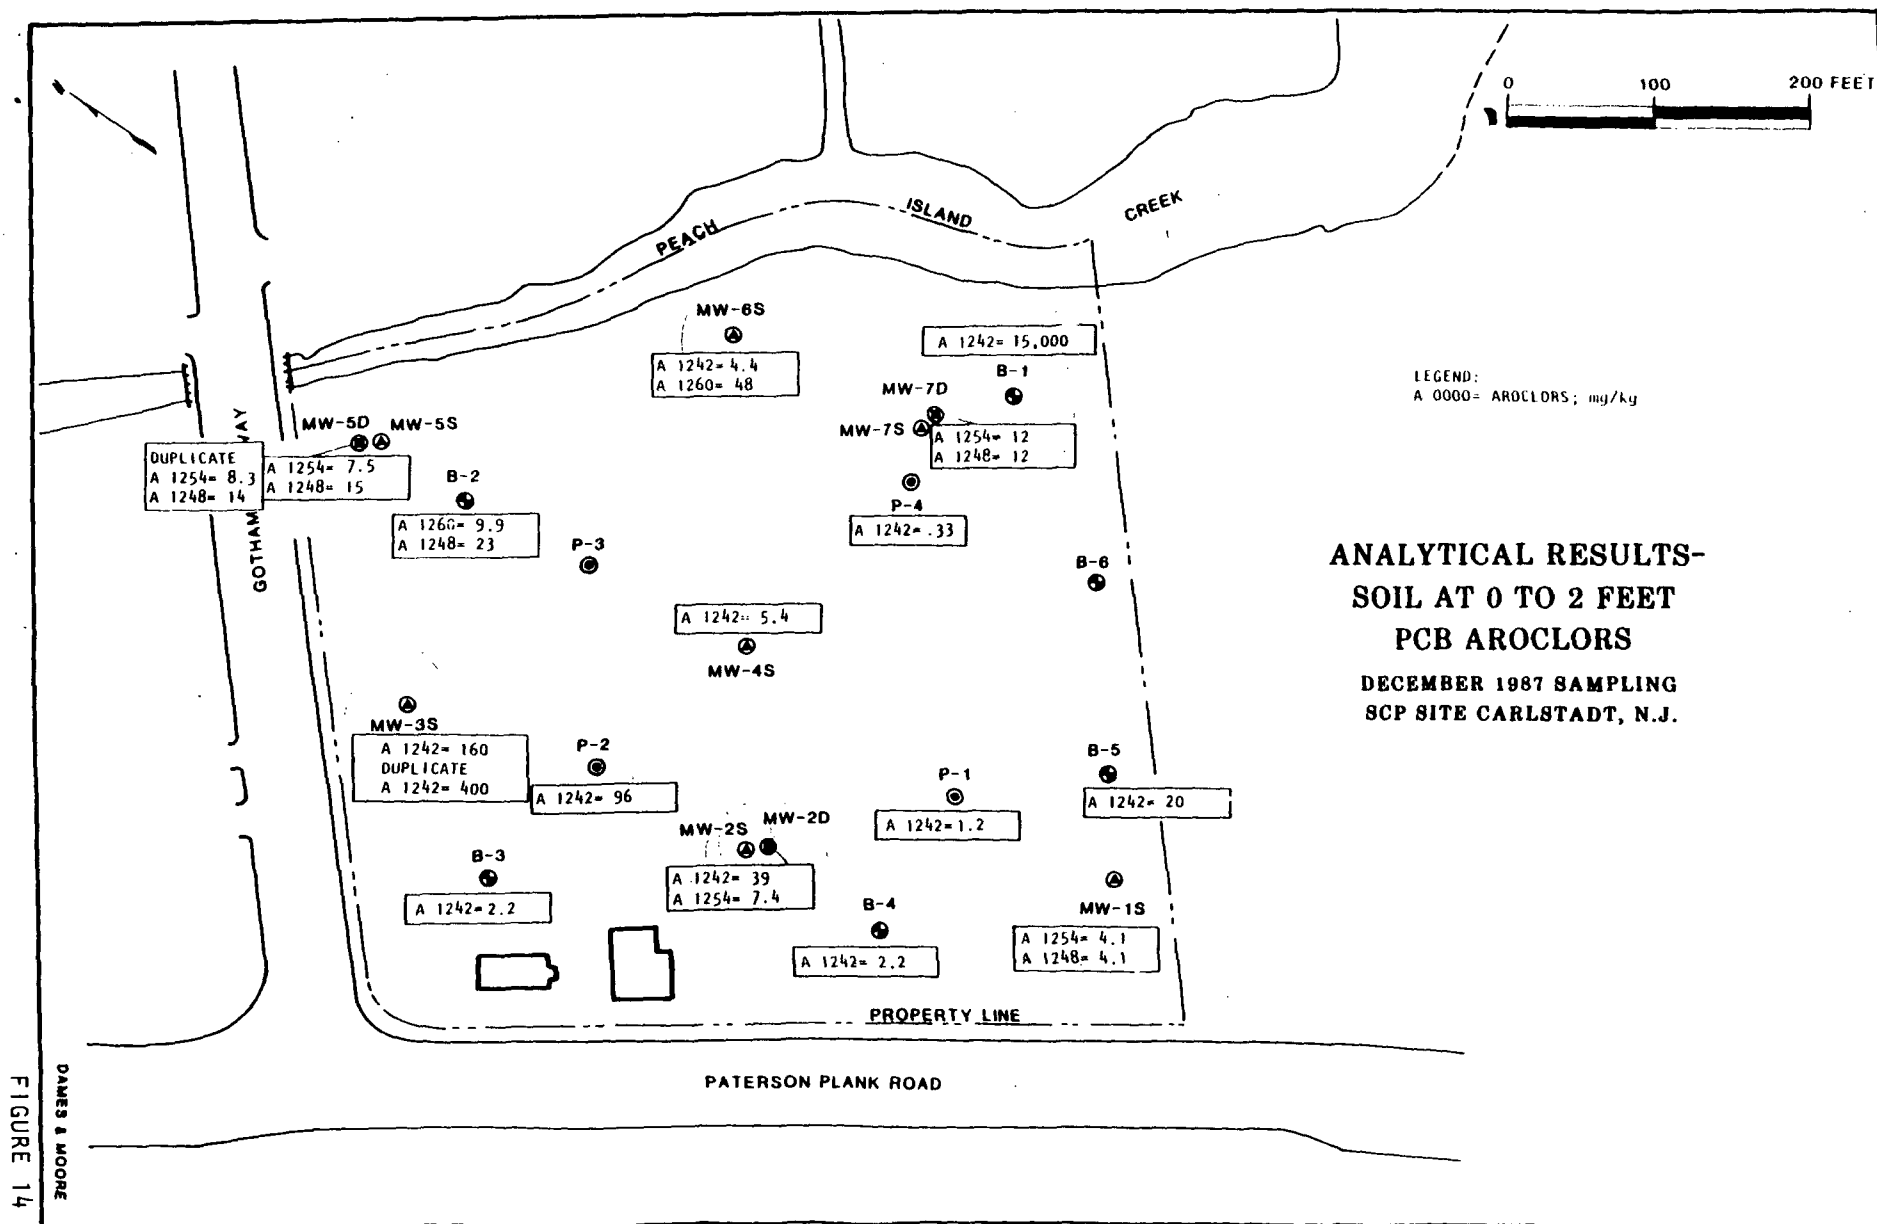 0 100 200 FEET
PEACH ISLAND CREEK
MW-6S
A 1242= 4.4
A 1260= 48
A 1242= 15,000
B-1
MW-7D
MW-7S
A 1254= 12
A 1248= 12
LEGEND:
A 0000= AROCLORS; mg/kg
MW-5D MW-5S
DUPLICATE
A 1254= 8.3
A 1248= 14
A 1254= 7.5
A 1248= 15
B-2
A 1260= 9.9
A 1248= 23
P-4
A 1242= .33
P-3
B-6
GOTHAM WAY
ANALYTICAL RESULTS-
SOIL AT 0 TO 2 FEET
PCB AROCLORS
DECEMBER 1987 SAMPLING
SCP SITE CARLSTADT, N.J.
A 1242= 5.4
MW-4S
MW-3S
A 1242= 160
DUPLICATE
A 1242= 400
P-2
A 1242= 96
P-1
A 1242=1.2
B-5
A 1242= 20
MW-2S MW-2D
A 1242= 39
A 1254= 7.4
B-3
A 1242=2.2
B-4
A 1242= 2.2
MW-1S
A 1254= 4.1
A 1248= 4.1
PROPERTY LINE
PATERSON PLANK ROAD
DAMES & MOORE
FIGURE 14